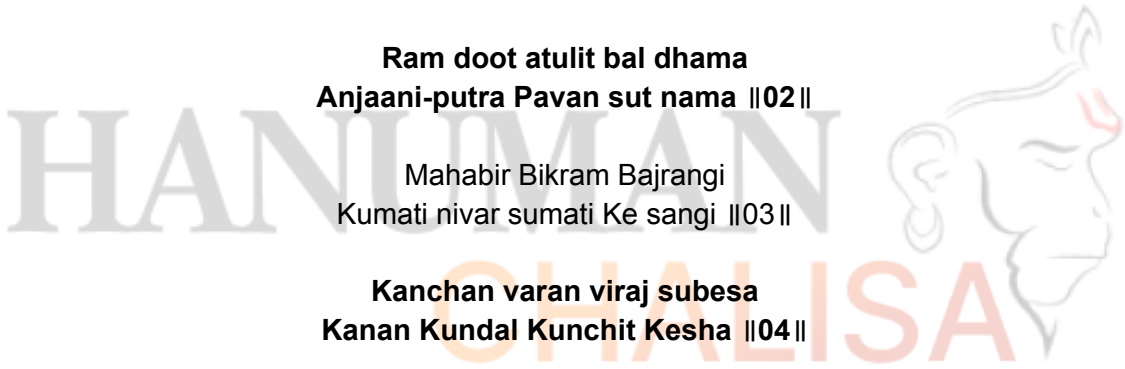 Ram doot atulit bal dhama
Anjaani-putra Pavan sut nama ॥02॥
Mahabir Bikram Bajrangi
Kumati nivar sumati Ke sangi ॥03॥
Kanchan varan viraj subesa
Kanan Kundal Kunchit Kesha ॥04॥
HANUMAN
CHALISA